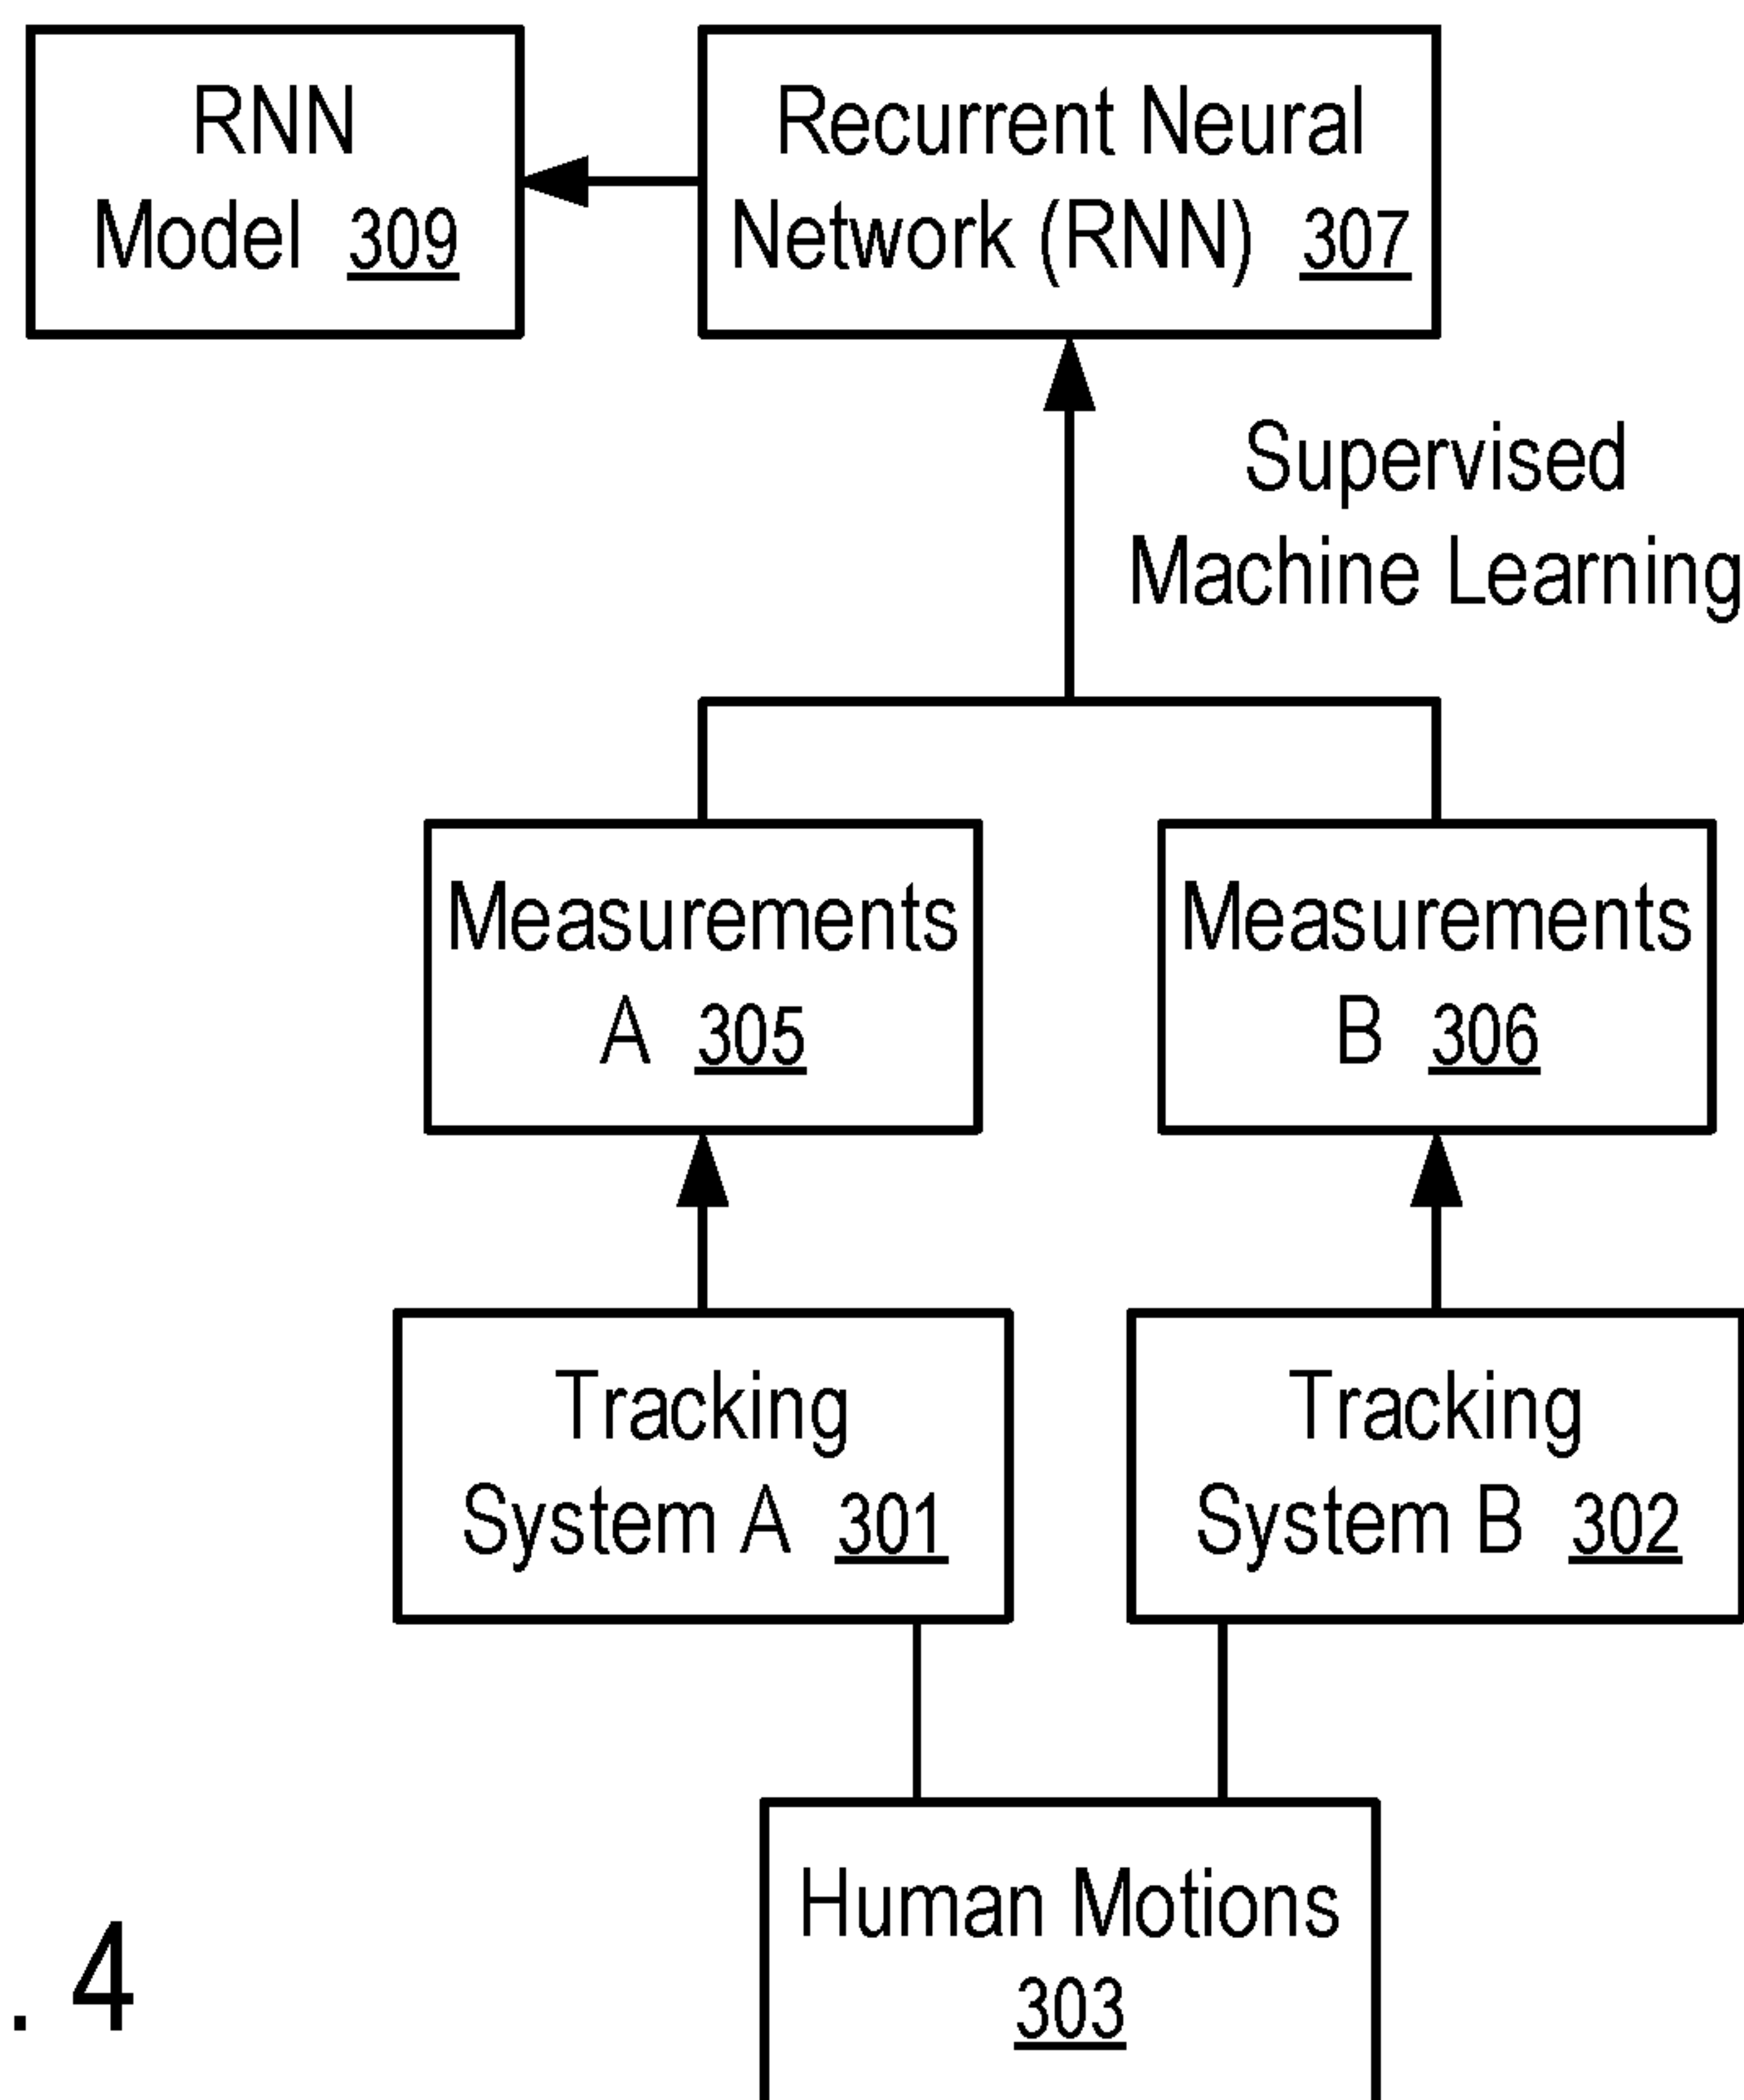 RNN
Model 309
Recurrent Neural
Network (RNN) 307
Supervised
Machine Learning
Measurements
A 305
Measurements
B 306
Tracking
System A 301
Tracking
System B 302
Human Motions
303
. 4